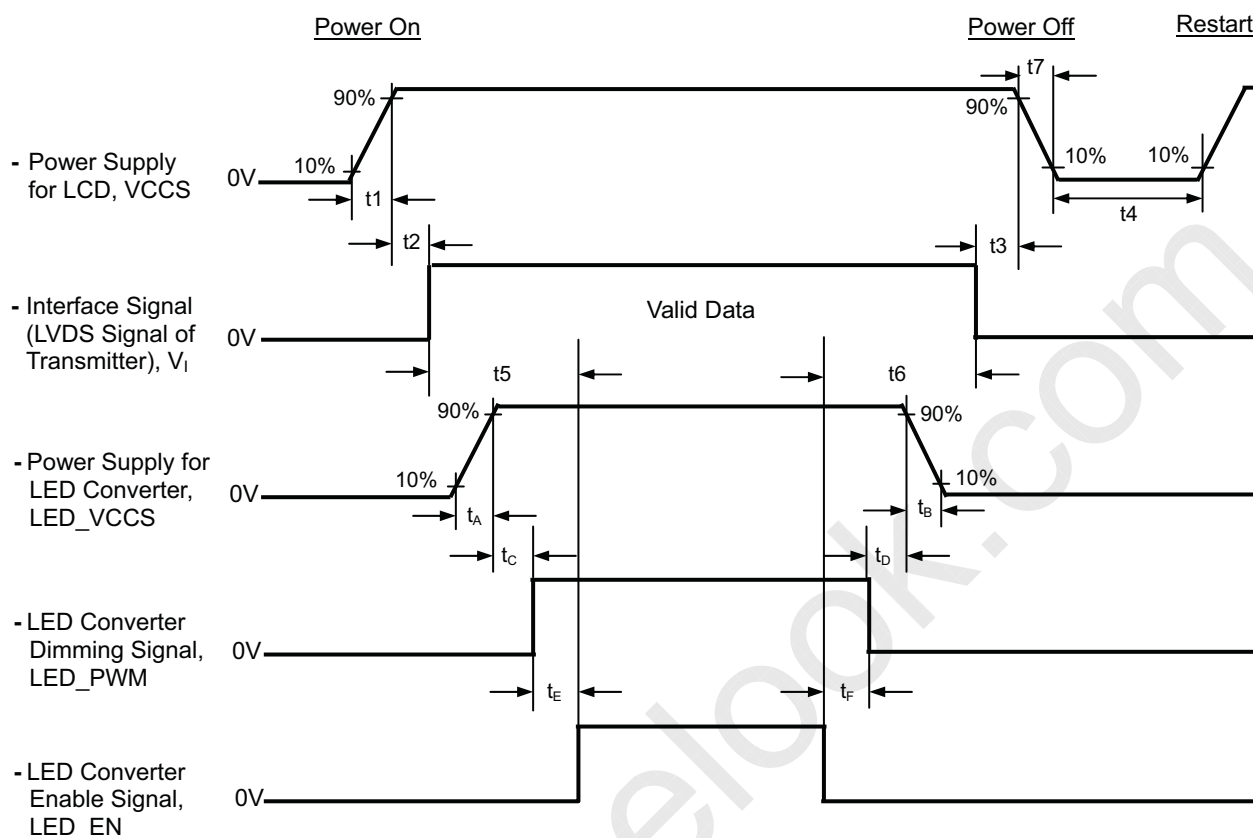 Power On
Power Off
Restart
t7
90%
90%
- Power Supply
for LCD, VCCS
0V
10%
10%
10%
t1
t4
t2
t3
- Interface Signal
(LVDS Signal of
Transmitter), VI
0V
Valid Data
t5
t6
90%
90%
- Power Supply for
LED Converter,
LED_VCCS
0V
10%
10%
tA
tB
tC
tD
- LED Converter
Dimming Signal,
LED_PWM
0V
tE
tF
- LED Converter
Enable Signal,
LED_EN
0V
elook.com